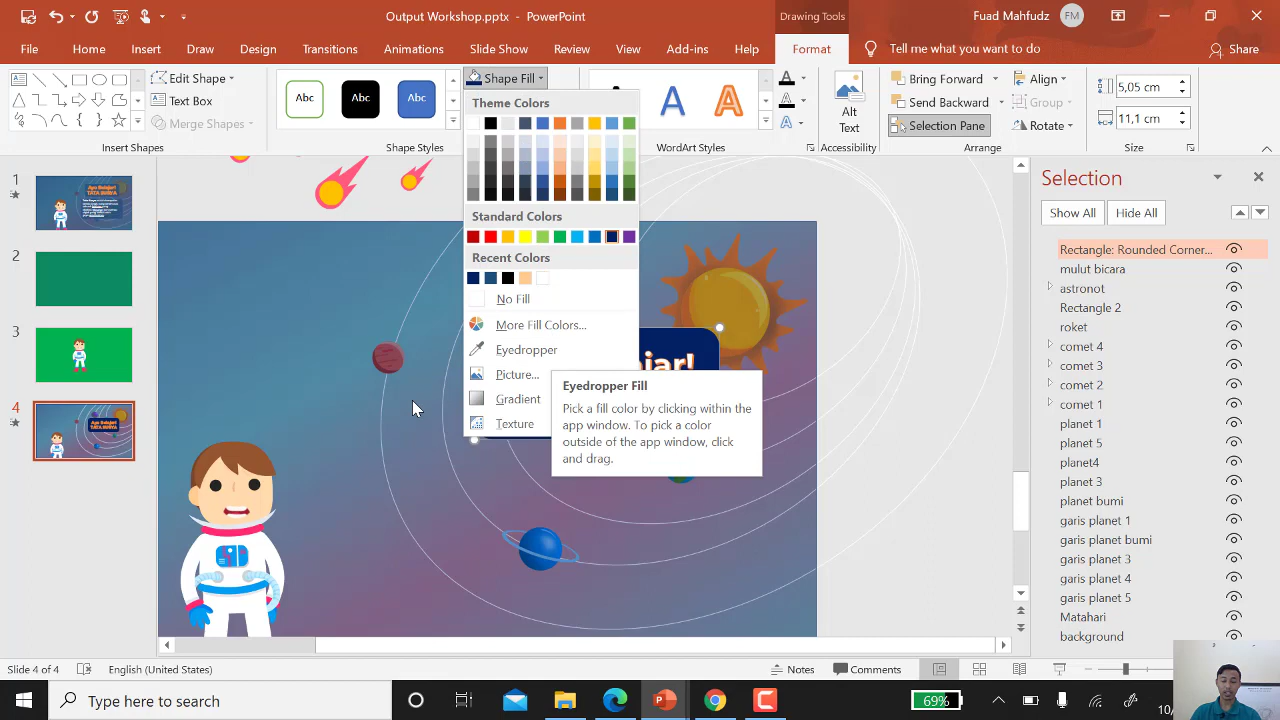 Output Workshop.pptx - PowerPoint
Drawing Tools
Fuad Mahfudz
FM
File
Home
Insert
Draw
Design
Transitions
Animations
Slide Show
Review
View
Add-ins
Help
Format
Tell me what you want to do
Share
Edit Shape
Text Box
Merge Shapes
Insert Shapes
Abc
Abc
Abc
Shape Styles
Shape Fill
A
A
A
A
A
WordArt Styles
Alt
Text
Accessibility
Bring Forward
Send Backward
Selection Pane
Align
Group
Rotate
Arrange
5,05 cm
11,1 cm
Size
Theme Colors
Standard Colors
Recent Colors
No Fill
More Fill Colors...
Eyedropper
Picture...
Gradient
Texture
Eyedropper Fill
Pick a fill color by clicking within the
app window. To pick a color
outside of the app window, click
and drag.
1
2
3
4
Selection
Show All
Hide All
Rectangle: Rounded Corner...
mulut bicara
astronot
Rectangle 2
roket
comet 4
comet 3
comet 2
comet 1
planet 1
planet 5
planet4
planet 3
planet bumi
garis planet 1
garis planet bumi
garis planet 3
garis planet 4
garis planet 5
Matahari
background
Slide 4 of 4
English (United States)
Notes
Comments
Type here to search
69%
10/